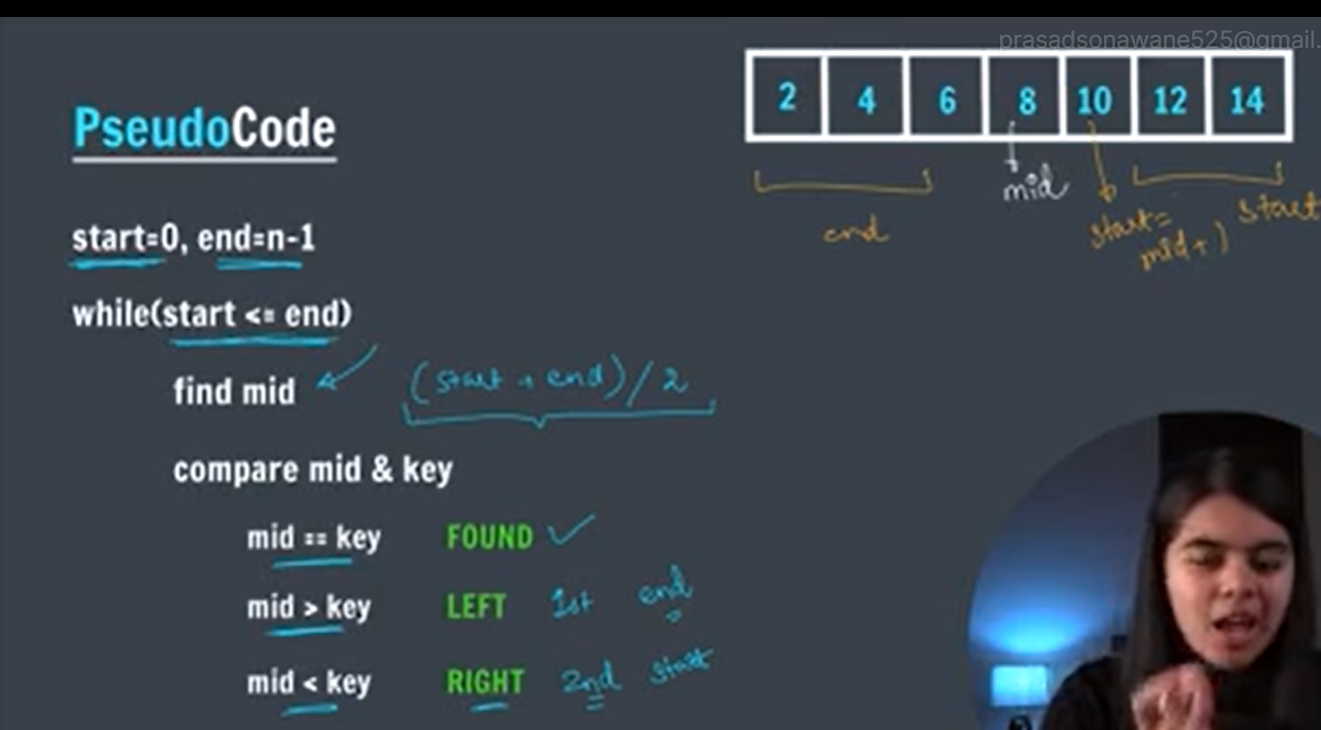 prasadsonawane525@gmail.
2 4 6 8 10 12 14
PseudoCode
mid
end
start=
mid+1
start
start=0, end=n-1
while(start <= end)
find mid (start + end)/2
compare mid & key
mid == key FOUND
mid > key LEFT 1st end
mid < key RIGHT 2nd start